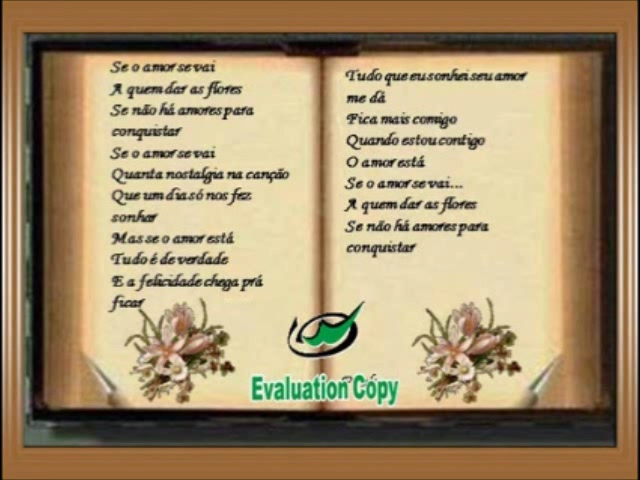 Se o amor se vai
A quem dar as flores
Se não há amores para
conquistar
Se o amor se vai
Quanta nostalgia na canção
Que um dia só nos fez
sonhar
Mas se o amor está
Tudo é de verdade
E a felicidade chega prá
ficar
Tudo que eu sonhei seu amor
me dá
Fica mais comigo
Quando estou contigo
O amor está
Se o amor se vai...
A quem dar as flores
Se não há amores para
conquistar
Evaluation Copy